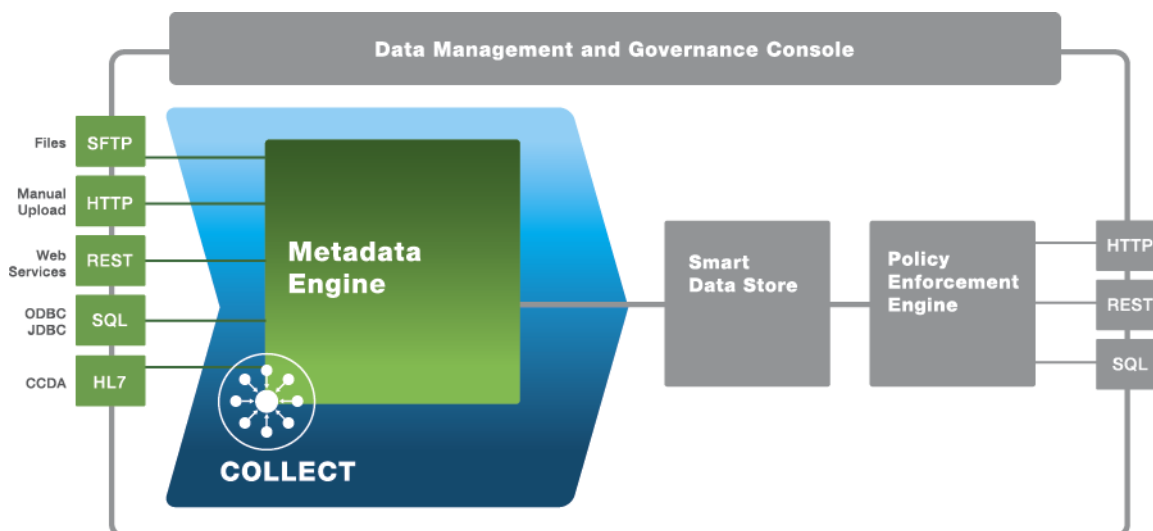 Data Management and Governance Console
Files
SFTP
Manual
Upload
HTTP
Web
Services
REST
ODBC
JDBC
SQL
CCDA
HL7
Metadata
Engine
COLLECT
Smart
Data Store
Policy
Enforcement
Engine
HTTP
REST
SQL